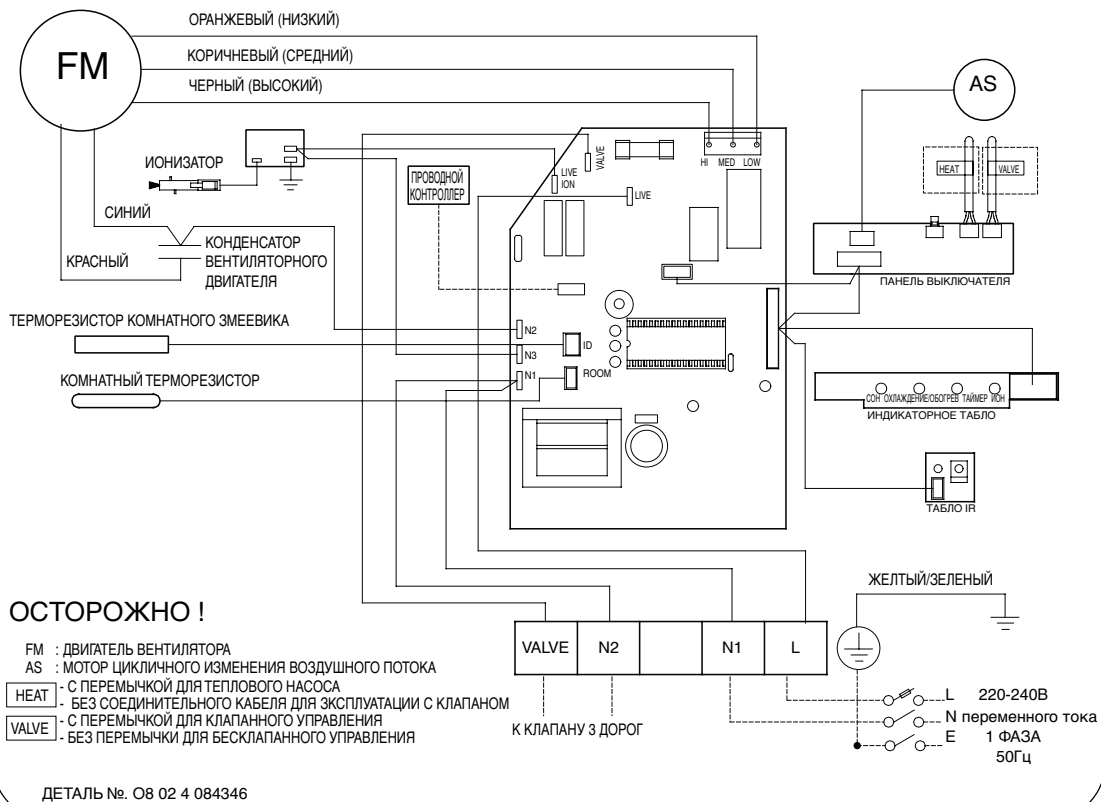 ОРАНЖЕВЫЙ (НИЗКИЙ)
FM
КОРИЧНЕВЫЙ (СРЕДНИЙ)
ЧЕРНЫЙ (ВЫСОКИЙ)
AS
ИОНИЗАТОР
ПРОВОДНОЙ
КОНТРОЛЛЕР
LIVE
ION
VALVE
HI MED LOW
LIVE
HEAT
VALVE
СИНИЙ
КРАСНЫЙ
КОНДЕНСАТОР
ВЕНТИЛЯТОРНОГО
ДВИГАТЕЛЯ
ПАНЕЛЬ ВЫКЛЮЧАТЕЛЯ
ТЕРМОРЕЗИСТОР КОМНАТНОГО ЗМЕЕВИКА
N2
ID
N3
N1
ROOM
КОМНАТНЫЙ ТЕРМОРЕЗИСТОР
СОН ОХЛАЖДЕНИЕ/ОБОГРЕВ ТАЙМЕР ИОН
ИНДИКАТОРНОЕ ТАБЛО
ТАБЛО IR
ЖЕЛТЫЙ/ЗЕЛЕНЫЙ
VALVE N2 N1 L
К КЛАПАНУ 3 ДОРОГ
L 220-240В
N переменного тока
E 1 ФАЗА
50Гц
ОСТОРОЖНО !
FM : ДВИГАТЕЛЬ ВЕНТИЛЯТОРА
AS : МОТОР ЦИКЛИЧНОГО ИЗМЕНЕНИЯ ВОЗДУШНОГО ПОТОКА
HEAT - С ПЕРЕМЫЧКОЙ ДЛЯ ТЕПЛОВОГО НАСОСА
- БЕЗ СОЕДИНИТЕЛЬНОГО КАБЕЛЯ ДЛЯ ЗКСПЛУАТАЦИИ С КЛАПАНОМ
VALVE - С ПЕРЕМЫЧКОЙ ДЛЯ КЛАПАННОГО УПРАВЛЕНИЯ
- БЕЗ ПЕРЕМЫЧКИ ДЛЯ БЕСКЛАПАННОГО УПРАВЛЕНИЯ
ДЕТАЛЬ №. О8 02 4 084346